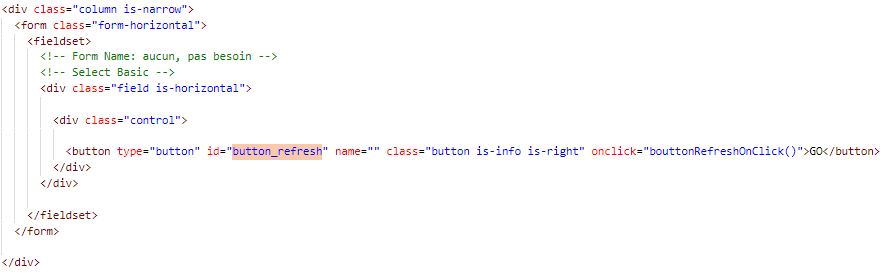 <div class="column is-narrow">
<form class="form-horizontal">
<fieldset>
<!-- Form Name: aucun, pas besoin -->
<!-- Select Basic -->
<div class="field is-horizontal">
<div class="control">
<button type="button" id="button_refresh" name="" class="button is-info is-right" onclick="bouttonRefreshOnClick()">GO</button>
</div>
</div>
</fieldset>
</form>
</div>